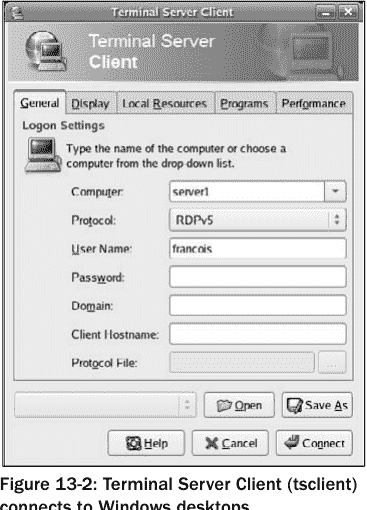 Terminal Server Client
Terminal Server
Client
General Display Local Resources Programs Performance
Logon Settings
Type the name of the computer or choose a
computer from the drop down list.
Computer: server1
Protocol: RDPv5
User Name: francois
Password:
Domain:
Client Hostname:
Protocol File: ...
Open Save As
Help Cancel Connect
Figure 13-2: Terminal Server Client (tsclient)
connects to Windows desktops